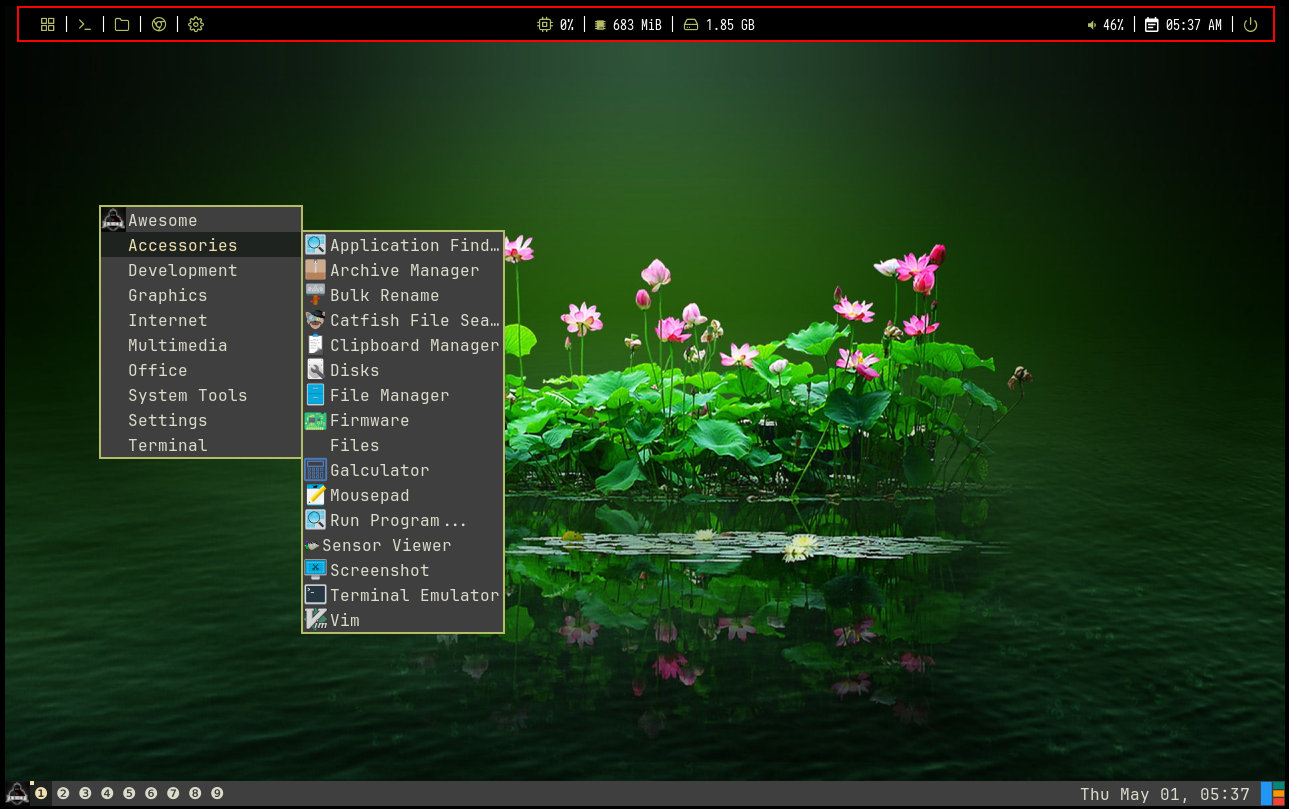 0% 683 MiB 1.85 GB 46% 05:37 AM
Awesome
Accessories
Development
Graphics
Internet
Multimedia
Office
System Tools
Settings
Terminal
Application Find…
Archive Manager
Bulk Rename
Catfish File Sea…
Clipboard Manager
Disks
File Manager
Firmware
Files
Galculator
Mousepad
Run Program...
Sensor Viewer
Screenshot
Terminal Emulator
Vim
1 2 3 4 5 6 7 8 9 Thu May 01, 05:37